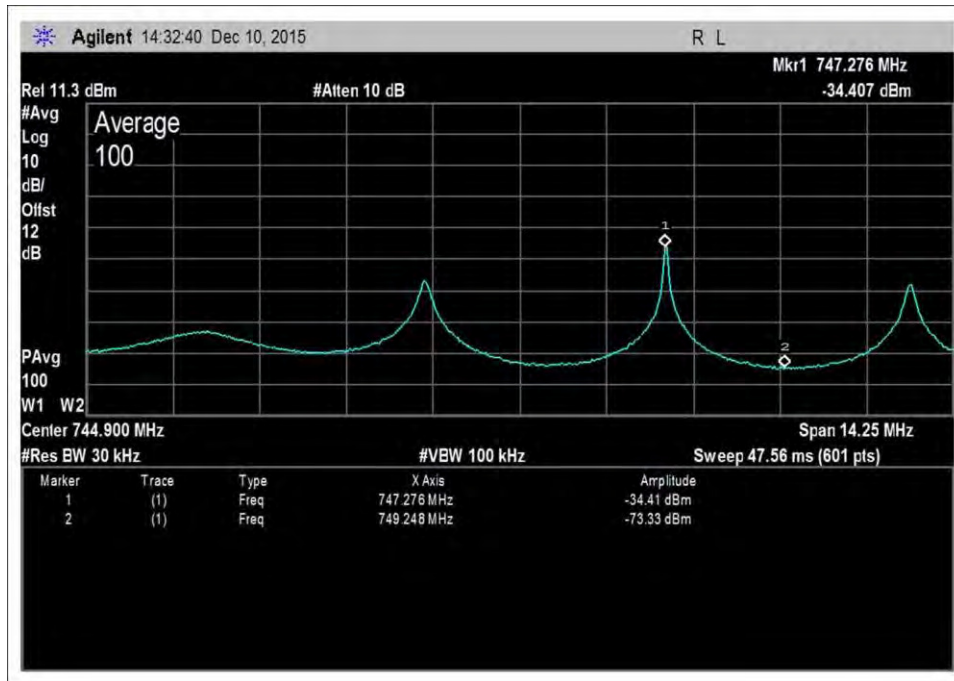 Agilent 14:32:40 Dec 10, 2015 R L
Mkr1 747.276 MHz
Rel 11.3 dBm #Atten 10 dB -34.407 dBm
#Avg
Log
10
dB/
Offst
12
dB
Average
100
1
2
PAvg
100
W1 W2
Center 744.900 MHz Span 14.25 MHz
#Res BW 30 kHz #VBW 100 kHz Sweep 47.56 ms (601 pts)
Marker Trace Type X Axis Amplitude
1 (1) Freq 747.276 MHz -34.41 dBm
2 (1) Freq 749.248 MHz -73.33 dBm